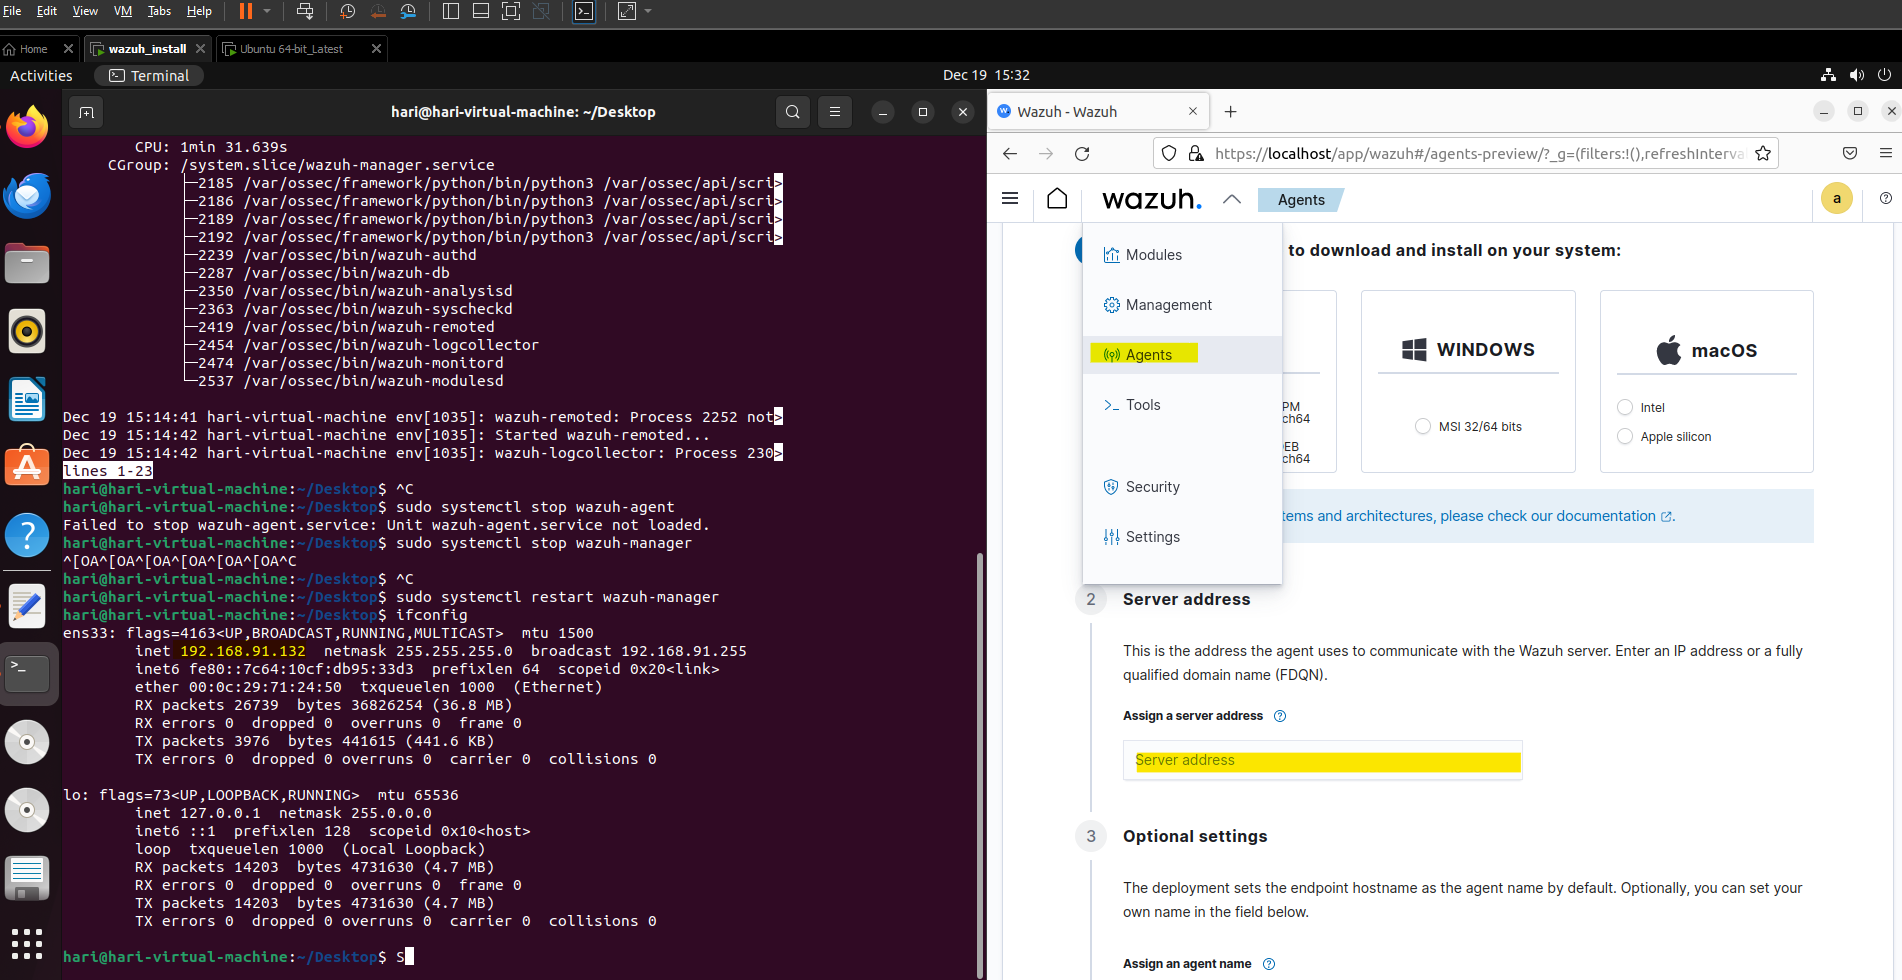 File Edit View VM Tabs Help
Home
wazuh_install
Ubuntu 64-bit_Latest
Activities
Terminal
Dec 19 15:32
hari@hari-virtual-machine: ~/Desktop
CPU: 1min 31.639s
CGroup: /system.slice/wazuh-manager.service
├─2185 /var/ossec/framework/python/bin/python3 /var/ossec/api/scri>
├─2186 /var/ossec/framework/python/bin/python3 /var/ossec/api/scri>
├─2189 /var/ossec/framework/python/bin/python3 /var/ossec/api/scri>
├─2192 /var/ossec/framework/python/bin/python3 /var/ossec/api/scri>
├─2239 /var/ossec/bin/wazuh-authd
├─2287 /var/ossec/bin/wazuh-db
├─2350 /var/ossec/bin/wazuh-analysisd
├─2363 /var/ossec/bin/wazuh-syscheckd
├─2419 /var/ossec/bin/wazuh-remoted
├─2454 /var/ossec/bin/wazuh-logcollector
├─2474 /var/ossec/bin/wazuh-monitord
└─2537 /var/ossec/bin/wazuh-modulesd
Dec 19 15:14:41 hari-virtual-machine env[1035]: wazuh-remoted: Process 2252 not>
Dec 19 15:14:42 hari-virtual-machine env[1035]: Started wazuh-remoted...
Dec 19 15:14:42 hari-virtual-machine env[1035]: wazuh-logcollector: Process 230>
lines 1-23
hari@hari-virtual-machine:~/Desktop$ ^C
hari@hari-virtual-machine:~/Desktop$ sudo systemctl stop wazuh-agent
Failed to stop wazuh-agent.service: Unit wazuh-agent.service not loaded.
hari@hari-virtual-machine:~/Desktop$ sudo systemctl stop wazuh-manager
^[OA^[OA^[OA^[OA^[OA^[OA^C
hari@hari-virtual-machine:~/Desktop$ ^C
hari@hari-virtual-machine:~/Desktop$ sudo systemctl restart wazuh-manager
hari@hari-virtual-machine:~/Desktop$ ifconfig
ens33: flags=4163<UP,BROADCAST,RUNNING,MULTICAST> mtu 1500
inet 192.168.91.132 netmask 255.255.255.0 broadcast 192.168.91.255
inet6 fe80::7c64:10cf:db95:33d3 prefixlen 64 scopeid 0x20<link>
ether 00:0c:29:71:24:50 txqueuelen 1000 (Ethernet)
RX packets 26739 bytes 36826254 (36.8 MB)
RX errors 0 dropped 0 overruns 0 frame 0
TX packets 3976 bytes 441615 (441.6 KB)
TX errors 0 dropped 0 overruns 0 carrier 0 collisions 0
lo: flags=73<UP,LOOPBACK,RUNNING> mtu 65536
inet 127.0.0.1 netmask 255.0.0.0
inet6 ::1 prefixlen 128 scopeid 0x10<host>
loop txqueuelen 1000 (Local Loopback)
RX packets 14203 bytes 4731630 (4.7 MB)
RX errors 0 dropped 0 overruns 0 frame 0
TX packets 14203 bytes 4731630 (4.7 MB)
TX errors 0 dropped 0 overruns 0 carrier 0 collisions 0
hari@hari-virtual-machine:~/Desktop$ S
Wazuh - Wazuh
https://localhost/app/wazuh#/agents-preview/?_g=(filters:!(),refreshInterva
wazuh.
Agents
a
Modules
Management
Agents
Tools
Security
Settings
to download and install on your system:
PM
ch64
EB
ch64
WINDOWS
MSI 32/64 bits
macOS
Intel
Apple silicon
tems and architectures, please check our documentation.
2 Server address
This is the address the agent uses to communicate with the Wazuh server. Enter an IP address or a fully
qualified domain name (FDQN).
Assign a server address
Server address
3 Optional settings
The deployment sets the endpoint hostname as the agent name by default. Optionally, you can set your
own name in the field below.
Assign an agent name